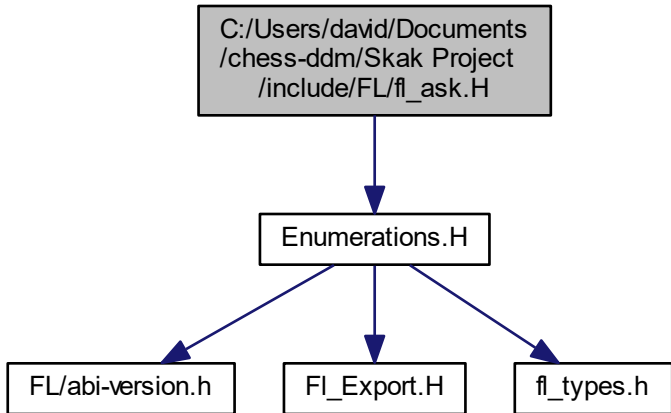 C:/Users/david/Documents
/chess-ddm/Skak Project
/include/FL/fl_ask.H
Enumerations.H
FL/abi-version.h
Fl_Export.H
fl_types.h